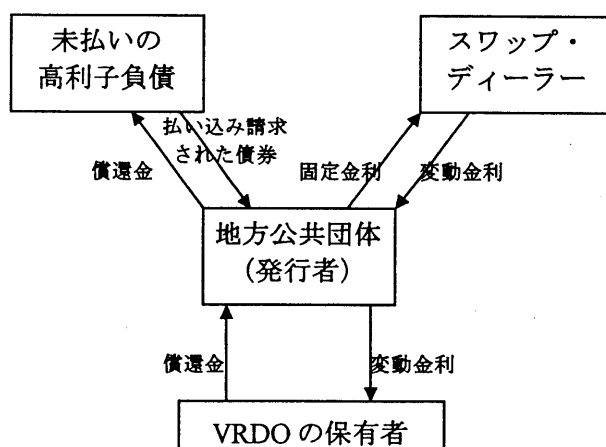 未払いの
高利子負債
スワップ・
ディーラー
払い込み請求
された債券
償還金
固定金利
変動金利
地方公共団体
（発行者）
償還金
変動金利
VRDOの保有者